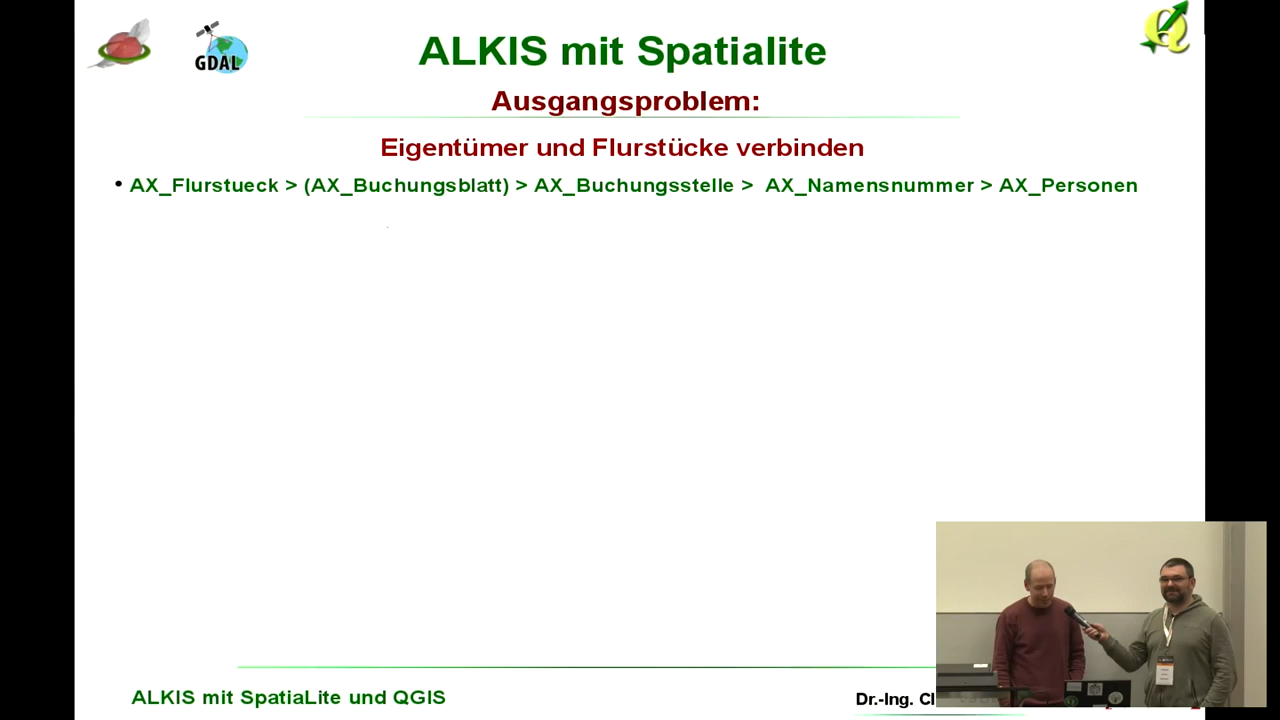 GDAL
ALKIS mit Spatialite
Ausgangsproblem:
Eigentümer und Flurstücke verbinden
• AX_Flurstueck > (AX_Buchungsblatt) > AX_Buchungsstelle > AX_Namensnummer > AX_Personen
ALKIS mit SpatiaLite und QGIS
Dr.-Ing.